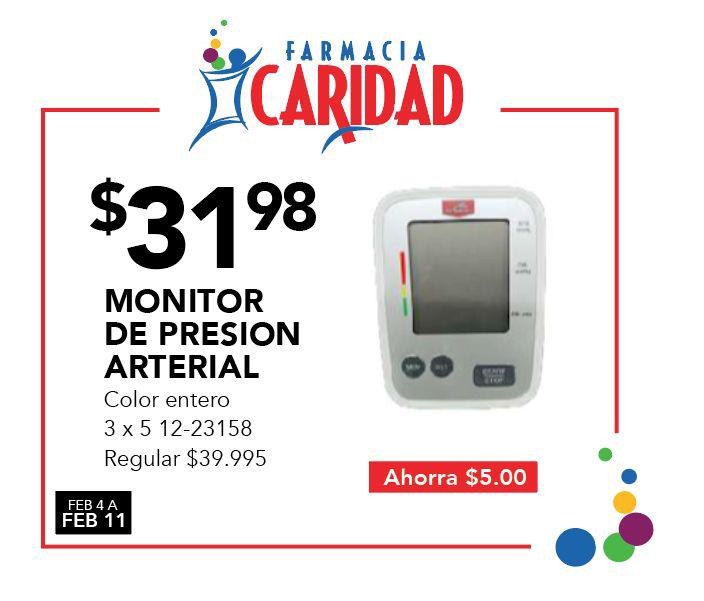 FARMACIA
CARIDAD
$31 98
MONITOR
DE PRESION
ARTERIAL
Color entero
3 x 5 12-23158
Regular $39.995
Ahorra $5.00
FEB 4 A
FEB 11